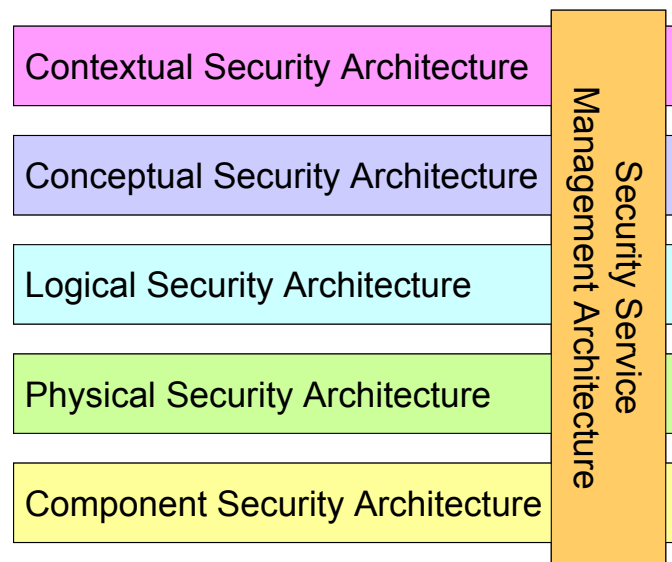 Contextual Security Architecture
Conceptual Security Architecture
Logical Security Architecture
Physical Security Architecture
Component Security Architecture
Security Service
Management Architecture